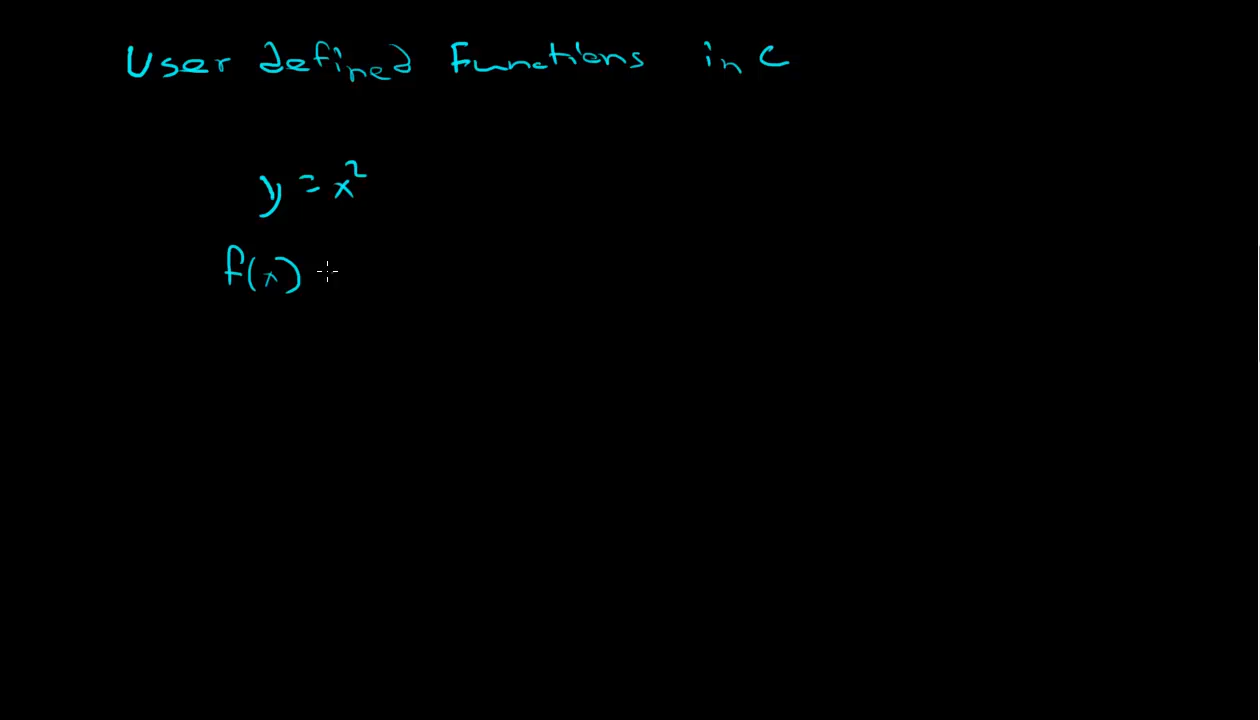 User defined Functions in C
y = x²
f(x)